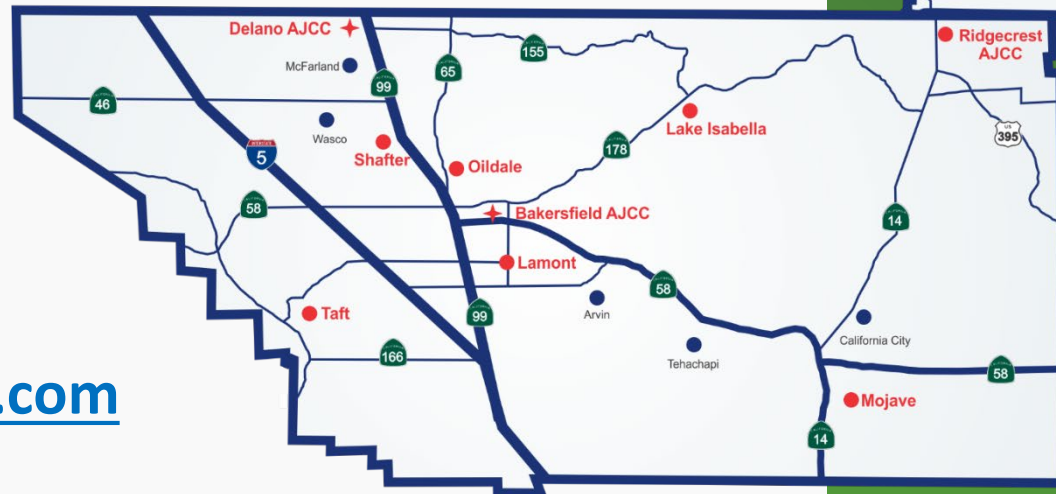 Delano AJCC
McFarland
46
Wasco
Shafter
5
99
65
155
Oildale
178
Lake Isabella
Ridgecrest
AJCC
US
395
58
Bakersfield AJCC
14
Lamont
Taft
99
166
Arvin
58
Tehachapi
California City
58
Mojave
14
.com